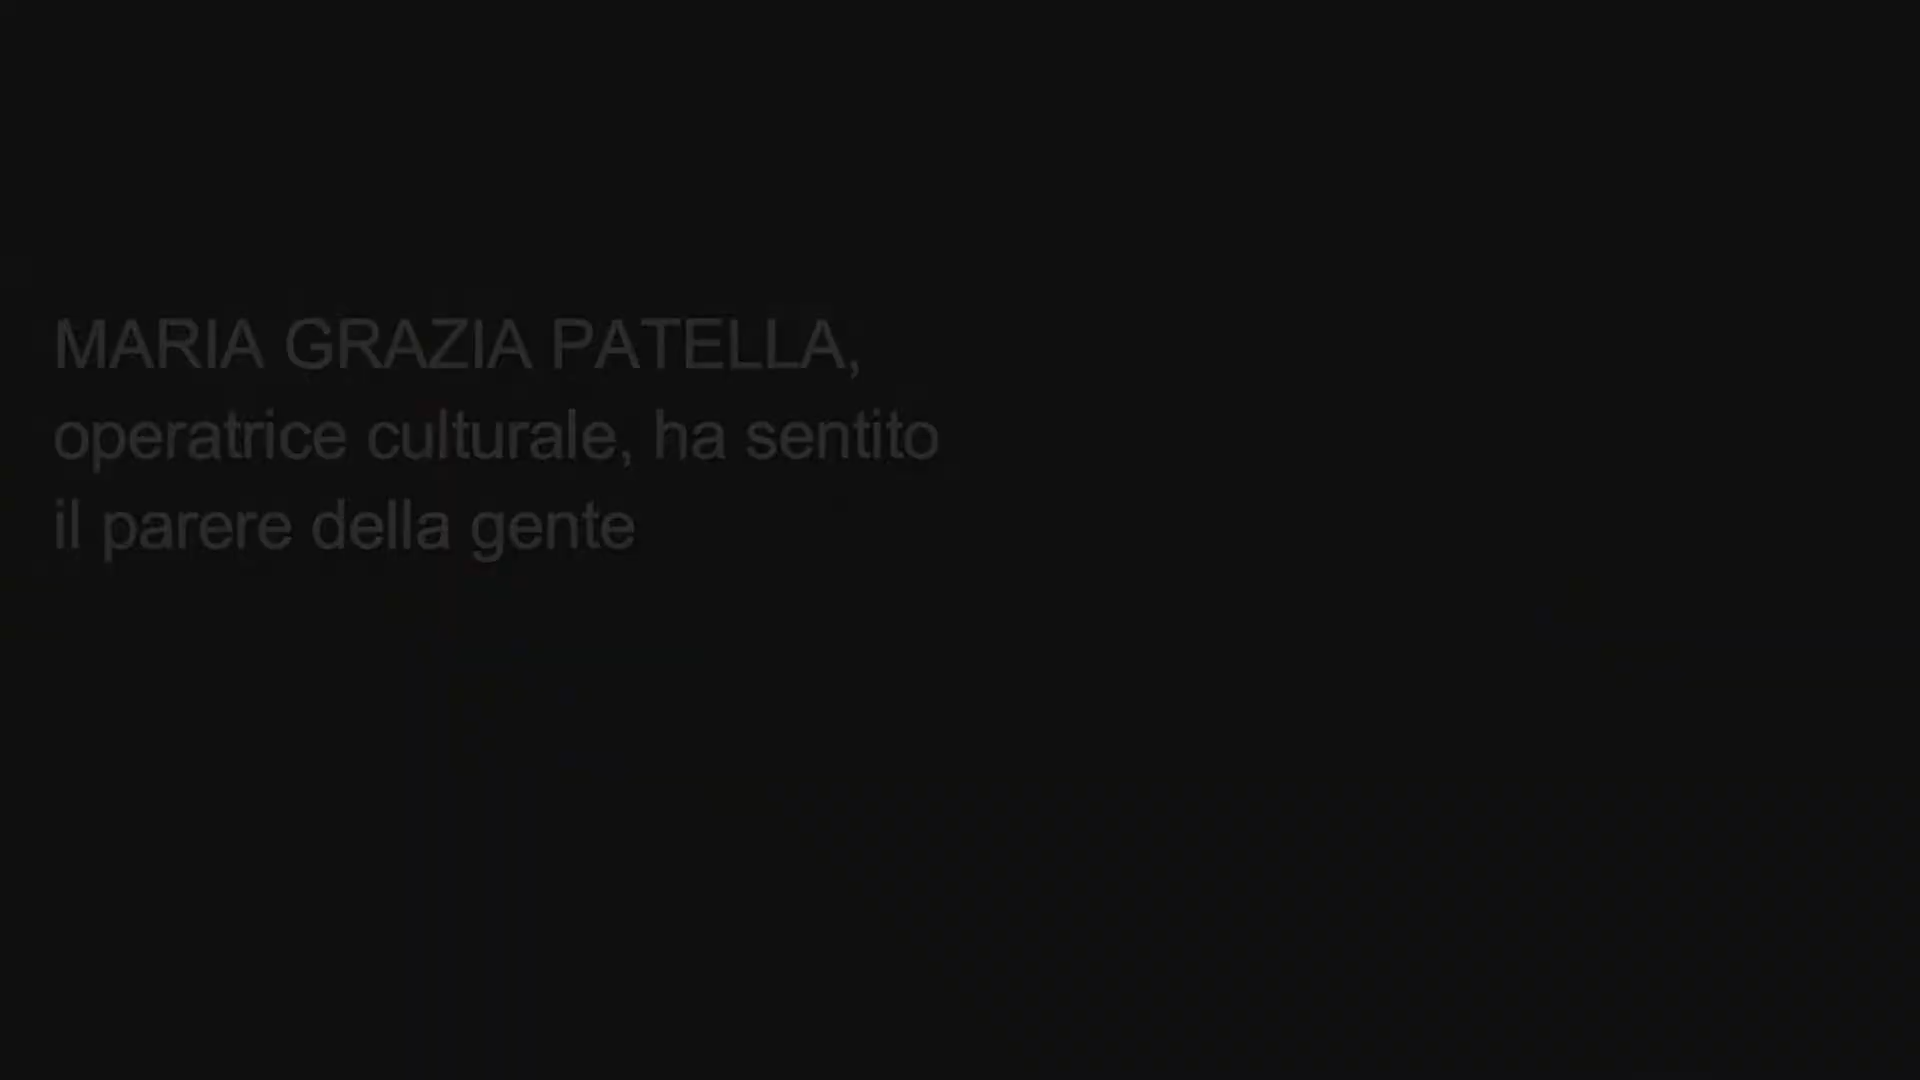 MARIA GRAZIA PATELLA,
operatrice culturale, ha sentito
il parere della gente